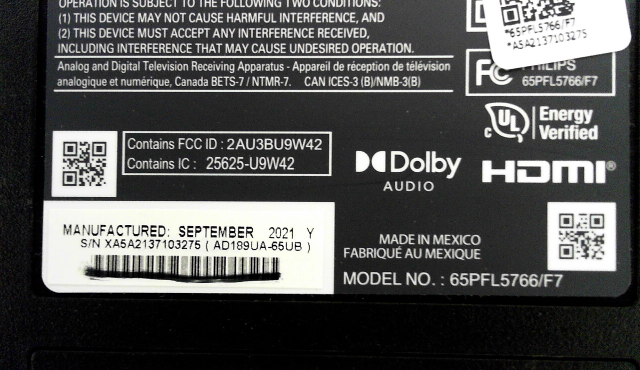 OPERATION IS SUBJECT TO THE FOLLOWING TWO CONDITIONS:
(1) THIS DEVICE MAY NOT CAUSE HARMFUL INTERFERENCE, AND
(2) THIS DEVICE MUST ACCEPT ANY INTERFERENCE RECEIVED,
INCLUDING INTERFERENCE THAT MAY CAUSE UNDESIRED OPERATION.
Analog and Digital Television Receiving Apparatus - Appareil de réception de télévision
analogique et numérique, Canada BETS-7 / NTMR-7. CAN ICES-3 (B)/NMB-3(B)
*65PFL5766/F7
*A5A2137103275
FC PHILIPS
65PFL5766/F7
Contains FCC ID : 2AU3BU9W42
Contains IC : 25625-U9W42
c UL Energy
Verified
Dolby
AUDIO
HDMI®
MANUFACTURED: SEPTEMBER 2021 Y
S/N XA5A2137103275 ( AD189UA-65UB )
MADE IN MEXICO
FABRIQUÉ AU MEXIQUE
MODEL NO. : 65PFL5766/F7